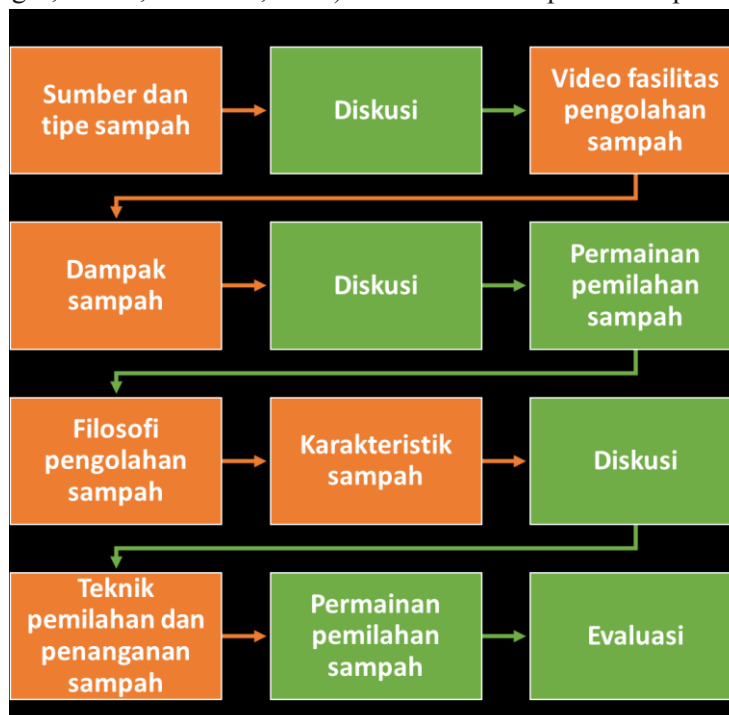 Sumber dan
tipe sampah
Diskusi
Video fasilitas
pengolahan
sampah
Dampak
sampah
Diskusi
Permainan
pemilahan
sampah
Filosofi
pengolahan
sampah
Karakteristik
sampah
Diskusi
Teknik
pemilahan dan
penanganan
sampah
Permainan
pemilahan
sampah
Evaluasi